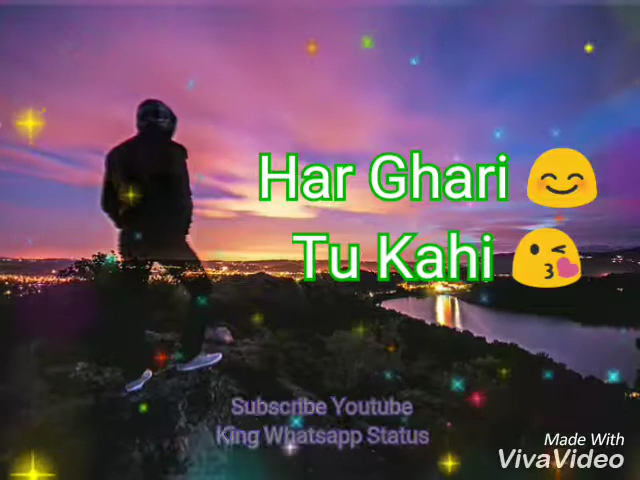 Har Ghari 😊
Tu Kahi 😘
Subscribe Youtube
King Whatsapp Status
Made With
VivaVideo